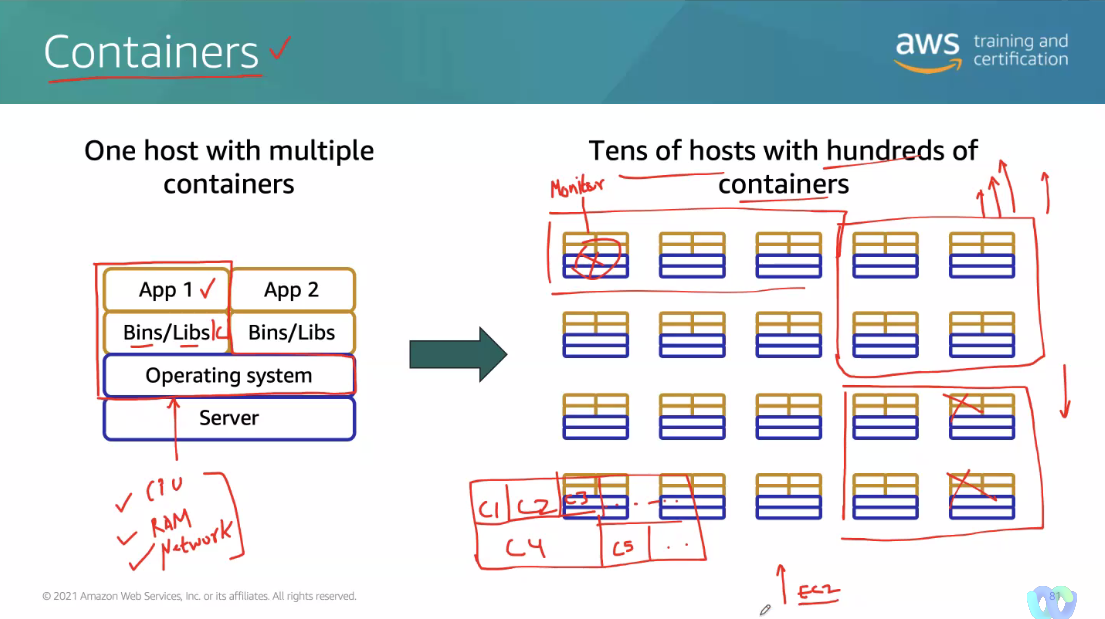 Containers
aws training and
certification
One host with multiple
containers
App 1
App 2
Bins/Libs
Bins/Libs
Operating system
Server
CPU
RAM
Network
Tens of hosts with hundreds of
containers
Monitor
C1 C2 C3
C4 C5
EC2
© 2021 Amazon Web Services, Inc. or its affiliates. All rights reserved.
81